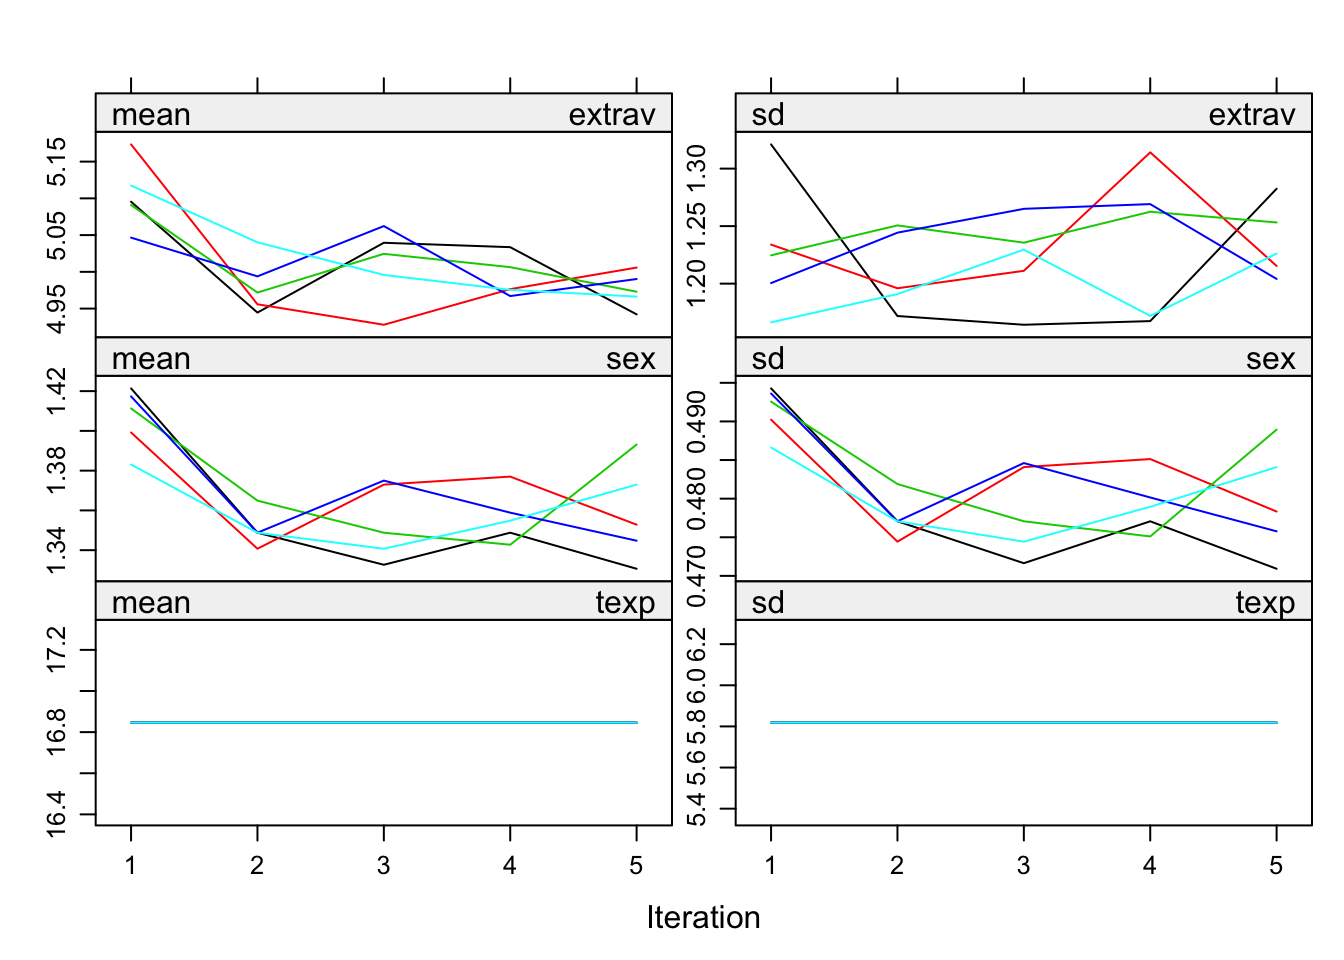 mean extrav
sd extrav
5.15
5.05
4.95
1.30
1.25
1.20
mean sex
sd sex
1.42
1.38
1.34
0.490
0.480
0.470
mean texp
sd texp
17.2
16.8
16.4
6.2
6.0
5.8
5.6
5.4
1 2 3 4 5
1 2 3 4 5
Iteration